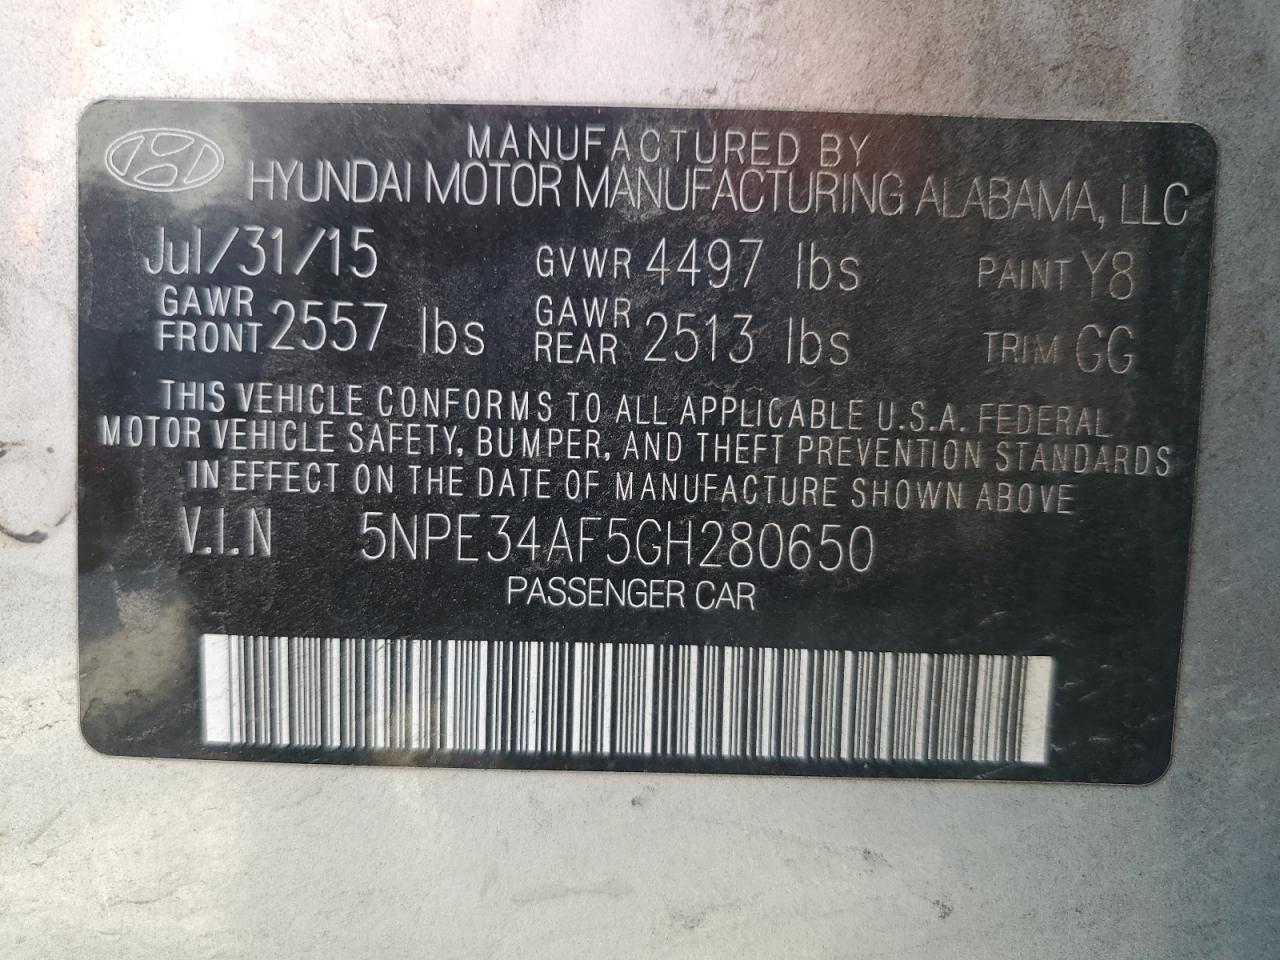 MANUFACTURED BY
HYUNDAI MOTOR MANUFACTURING ALABAMA, LLC
Jul/31/15 GVWR 4497 lbs PAINT Y8
GAWR FRONT 2557 lbs GAWR REAR 2513 lbs TRIM GG
THIS VEHICLE CONFORMS TO ALL APPLICABLE U.S.A. FEDERAL
MOTOR VEHICLE SAFETY, BUMPER, AND THEFT PREVENTION STANDARDS
IN EFFECT ON THE DATE OF MANUFACTURE SHOWN ABOVE
V.I.N 5NPE34AF5GH280650
PASSENGER CAR